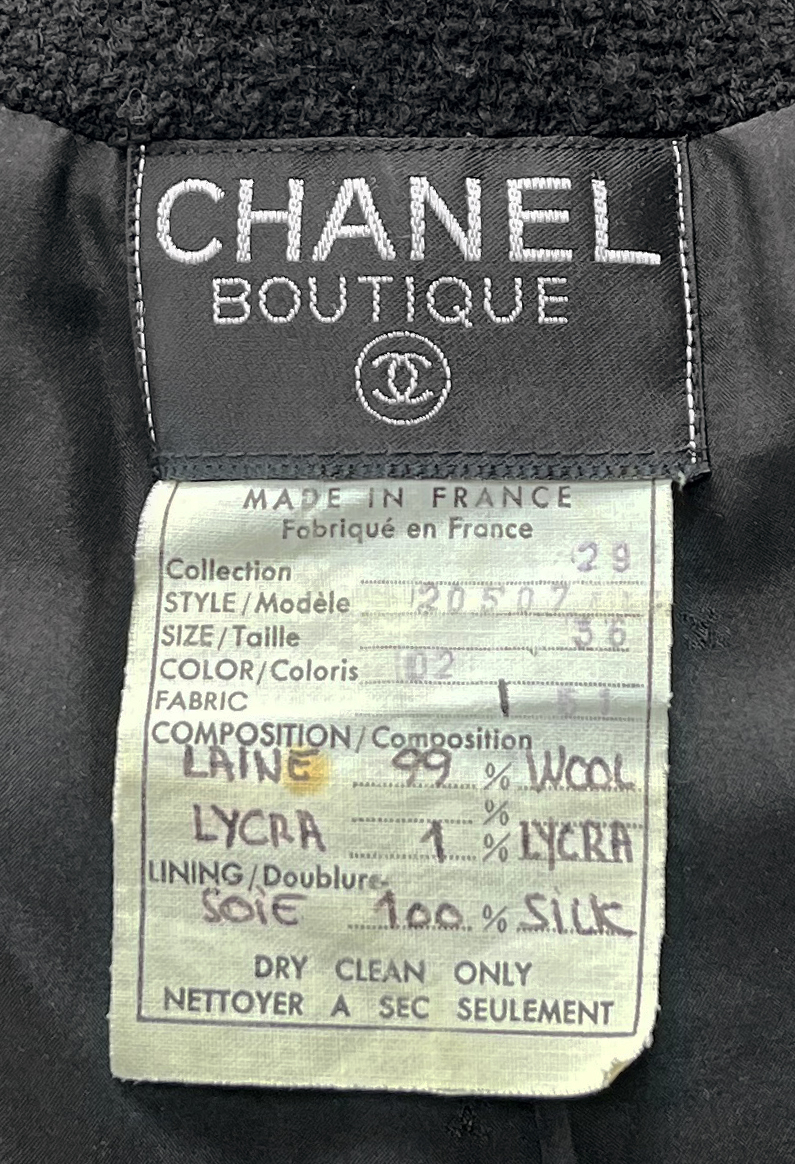 CHANEL
BOUTIQUE
MADE IN FRANCE
Fabriqué en France
Collection 29
STYLE/Modèle 20507
SIZE/Taille 36
COLOR/Coloris 02
FABRIC
COMPOSITION/Composition
LAINE 99 % WOOL
%
LYCRA 1 % LYCRA
LINING/Doublure
SOIE 100 % SILK
DRY CLEAN ONLY
NETTOYER A SEC SEULEMENT